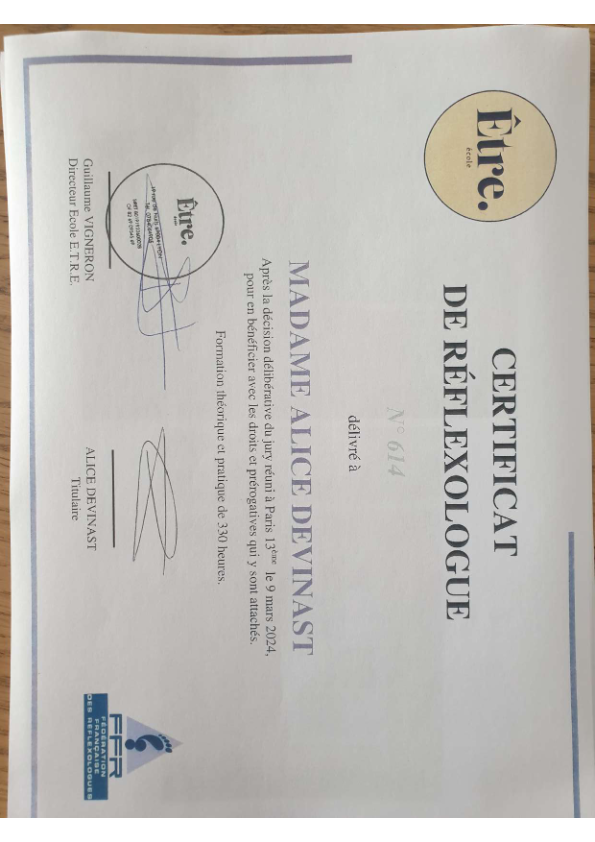 Être.
école
CERTIFICAT
DE RÉFLEXOLOGUE
N° 614
délivré à
MADAME ALICE DEVINAST
Après la décision délibérative du jury réuni à Paris 13ème le 9 mars 2024,
pour en bénéficier avec les droits et prérogatives qui y sont attachés.
Formation théorique et pratique de 330 heures.
Être.
Guillaume VIGNERON
Directeur Ecole E.T.R.E.
ALICE DEVINAST
Titulaire
FFR
FÉDÉRATION
FRANÇAISE
DES RÉFLEXOLOGUES